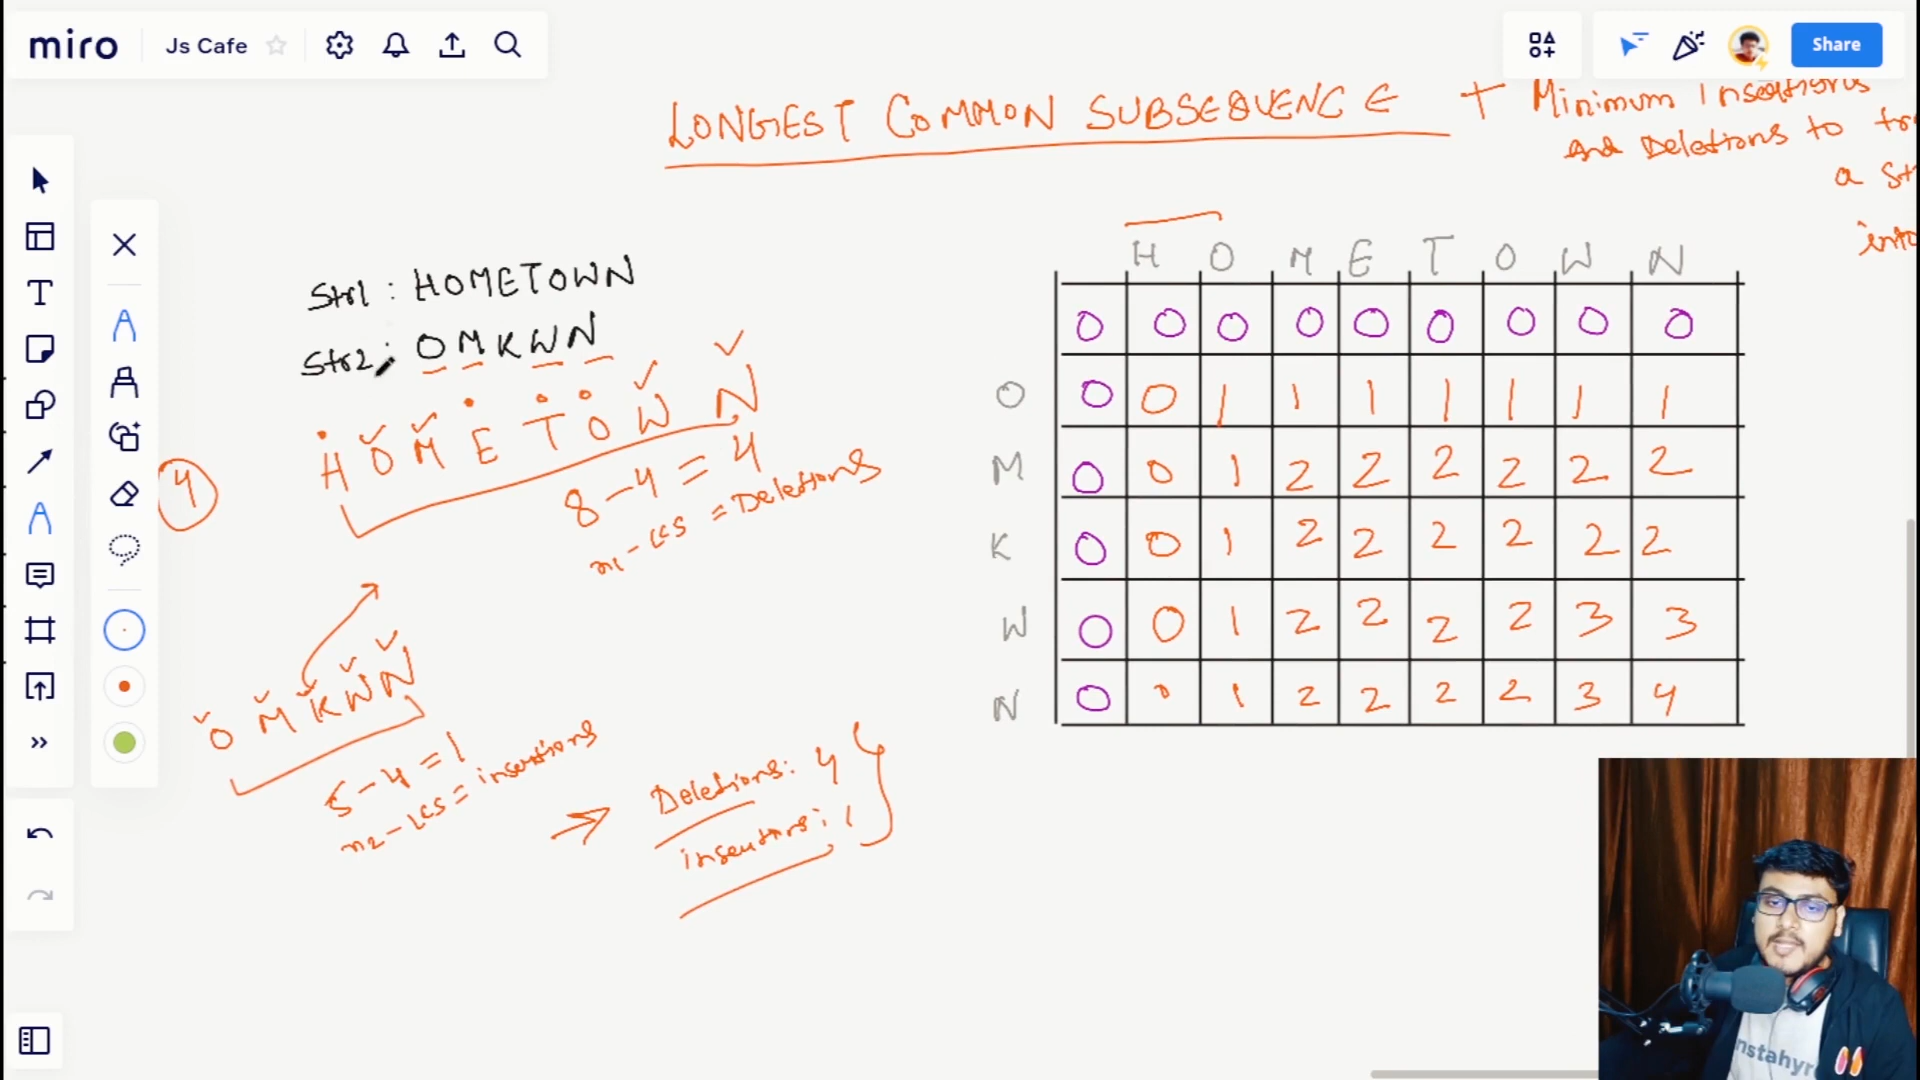 miro
Js Cafe
Share
LONGEST COMMON SUBSEQUENCE + Minimum Insertions
and Deletions to tr
a St
into
Str1 : HOMETOWN
Str2 : OMKWN
H O M E T O W N
8 - 4 = 4
n1 - LCS = Deletions
4
O M K W N
5 - 4 = 1
n2 - LCS = insertions
Deletions: 4
insertions: 1
H O M E T O W N
0 0 0 0 0 0 0 0 0
O 0 0 1 1 1 1 1 1 1
M 0 0 1 2 2 2 2 2 2
K 0 0 1 2 2 2 2 2 2
W 0 0 1 2 2 2 2 3 3
N 0 0 1 2 2 2 2 3 4
nstahyr